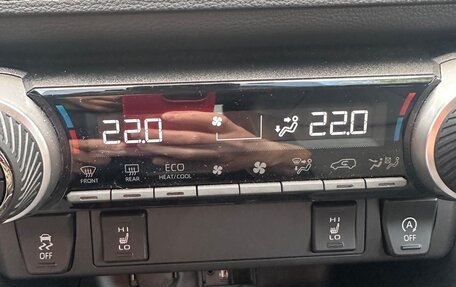 22.0
22.0
FRONT
REAR
ECO
HEAT/COOL
OFF
HI
LO
HI
LO
A
OFF